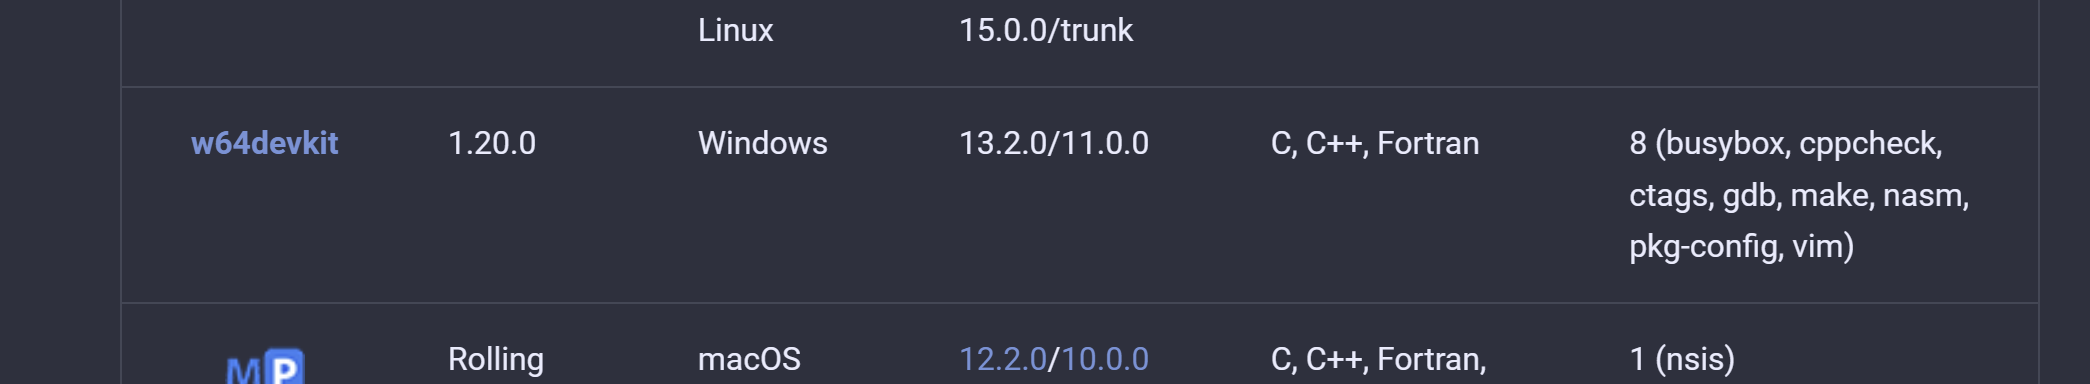 Linux 15.0.0/trunk
w64devkit 1.20.0 Windows 13.2.0/11.0.0 C, C++, Fortran 8 (busybox, cppcheck,
ctags, gdb, make, nasm,
pkg-config, vim)
MP Rolling macOS 12.2.0/10.0.0 C, C++, Fortran, 1 (nsis)